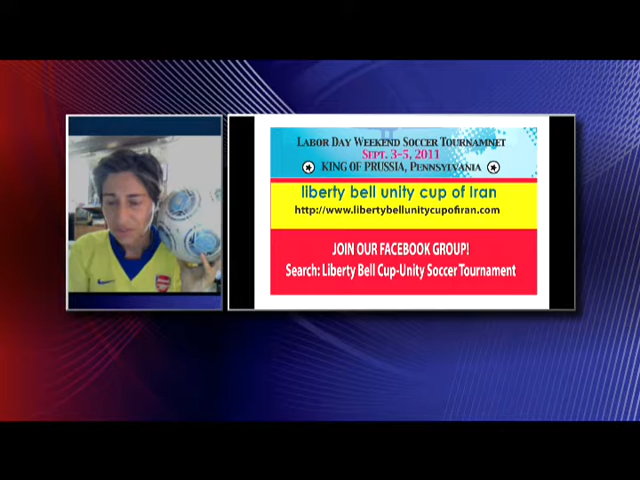 LABOR DAY WEEKEND SOCCER TOURNAMNET
SEPT. 3-5, 2011
KING OF PRUSSIA, PENNSYLVANIA
liberty bell unity cup of Iran
http://www.libertybellunitycupofiran.com
JOIN OUR FACEBOOK GROUP!
Search: Liberty Bell Cup-Unity Soccer Tournament